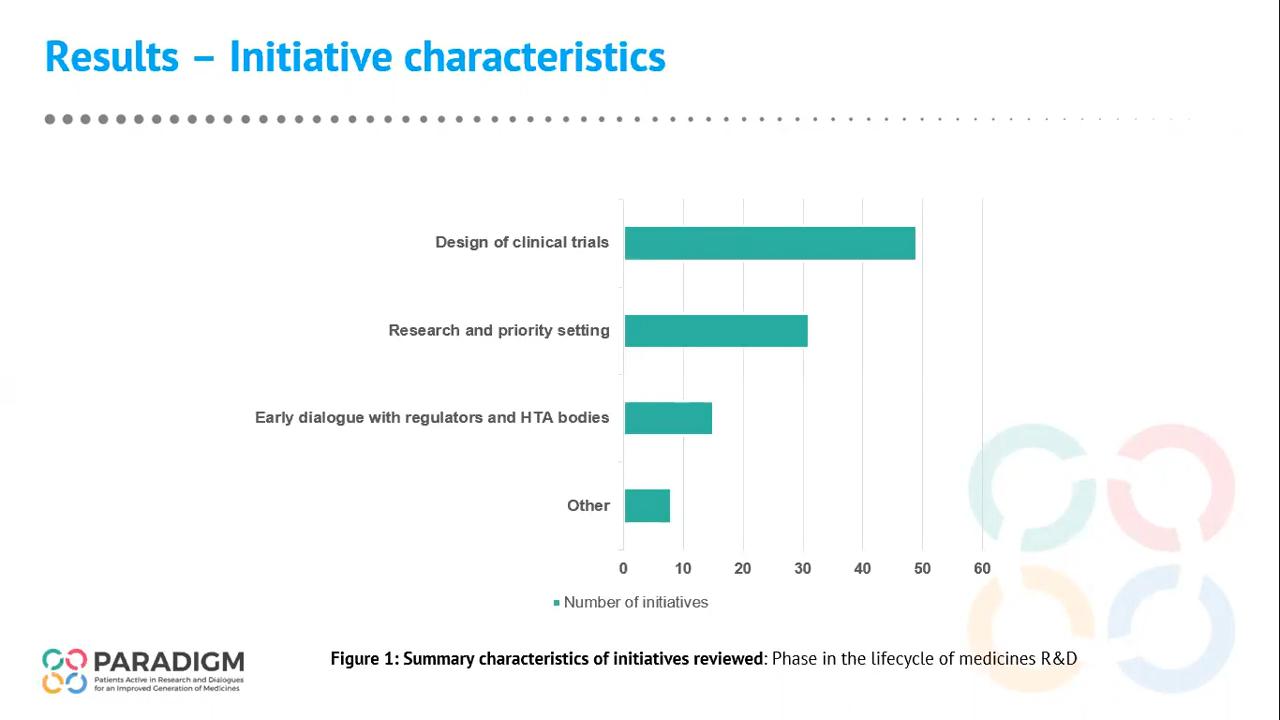 Results – Initiative characteristics
Design of clinical trials
Research and priority setting
Early dialogue with regulators and HTA bodies
Other
0 10 20 30 40 50 60
Number of initiatives
Figure 1: Summary characteristics of initiatives reviewed: Phase in the lifecycle of medicines R&D
PARADIGM
Patients Active in Research and Dialogues
for an Improved Generation of Medicines